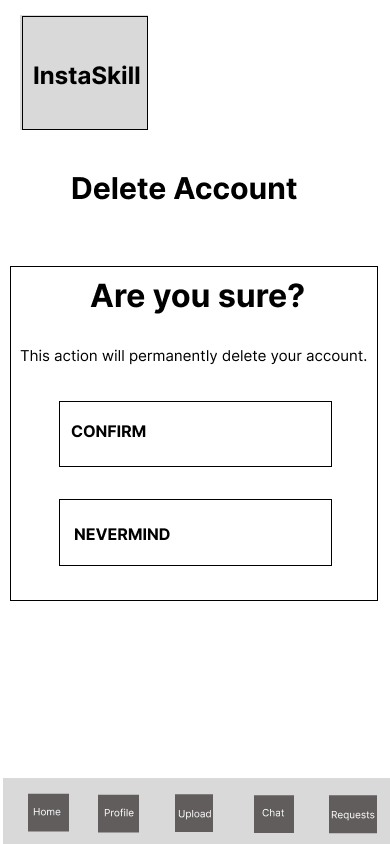 InstaSkill
Delete Account
Are you sure?
This action will permanently delete your account.
CONFIRM
NEVERMIND
Home Profile Upload Chat Requests